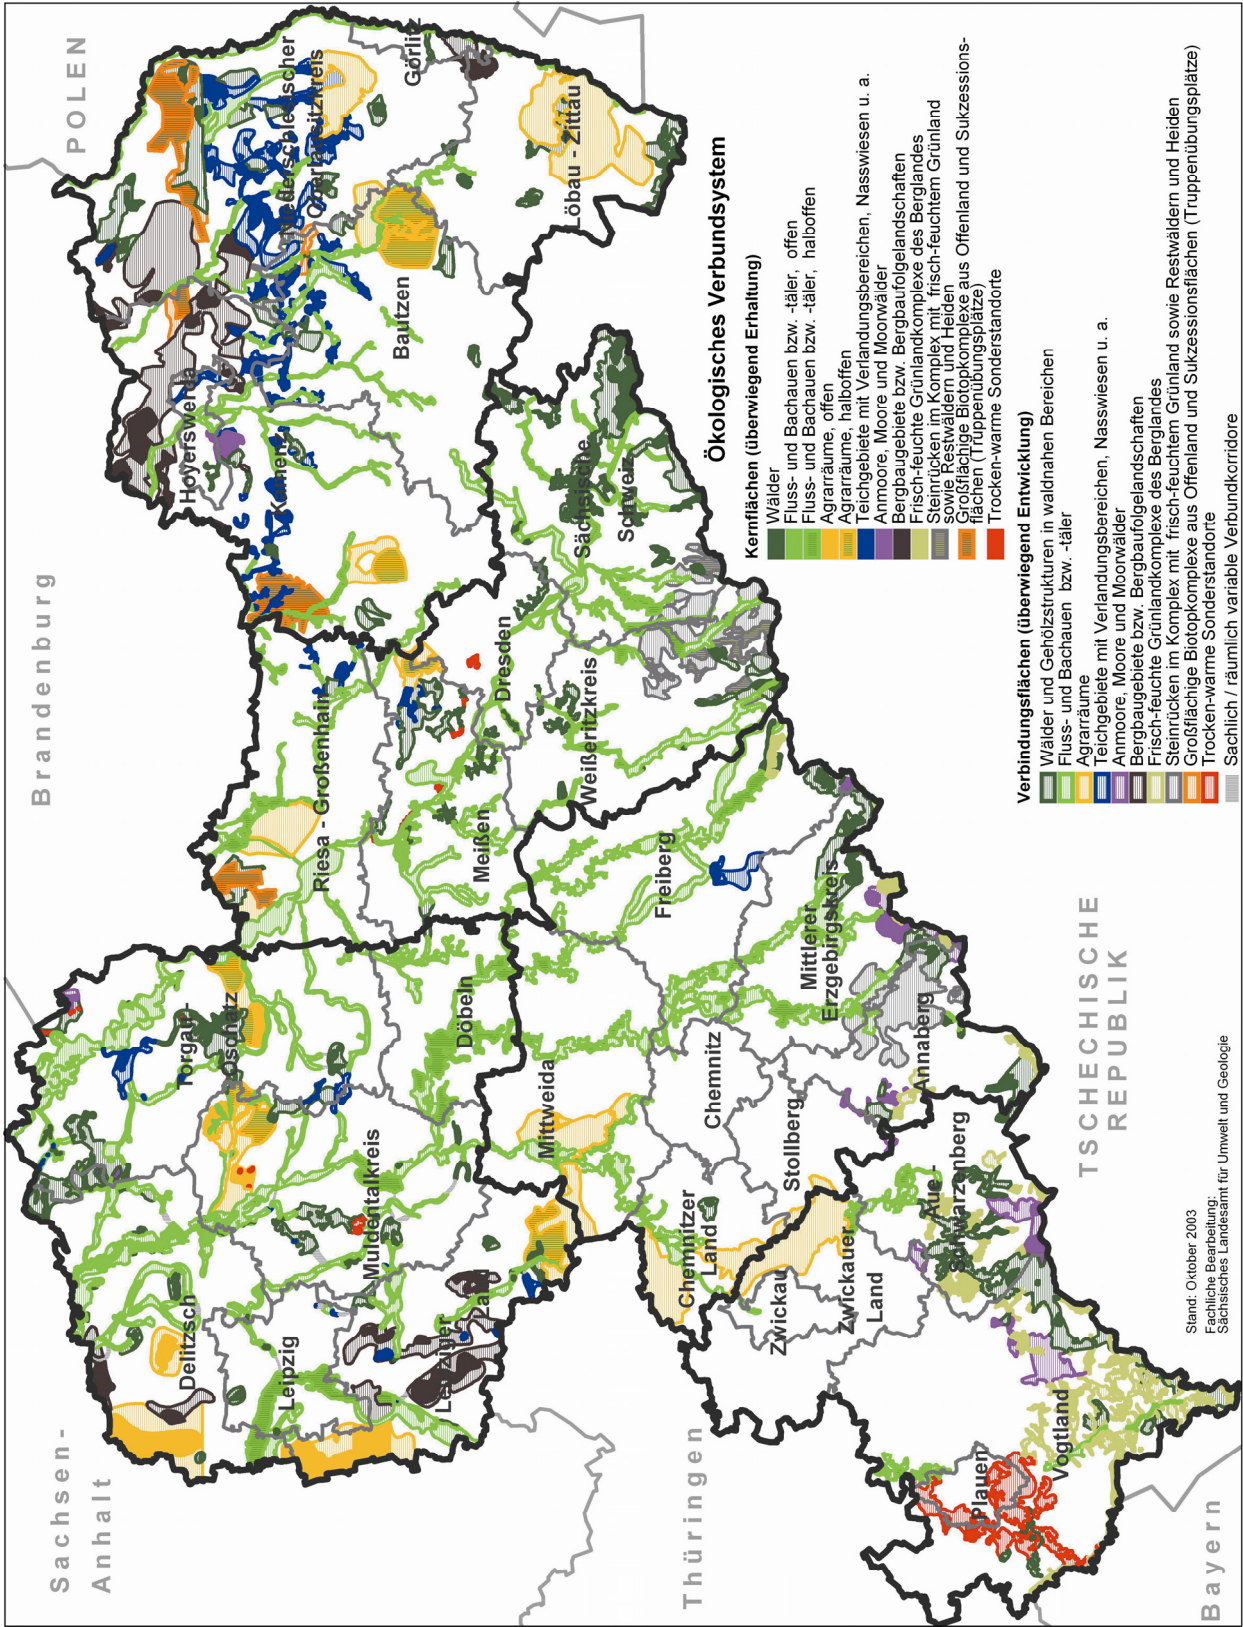 Sachsen-
Anhalt
Brandenburg
POLEN
Thüringen
Bayern
TSCHECHISCHE
REPUBLIK
Delitzsch
Leipzig
Leipziger
Land
Muldentalkreis
Torgau -
Oschatz
Döbeln
Mittweida
Riesa - Großenhain
Meißen
Dresden
Weißeritzkreis
Sächsische
Schweiz
Hoyerswerda
Kamenz
Bautzen
Niederschlesischer
Oberlausitzkreis
Görlitz
Löbau - Zittau
Freiberg
Mittlerer
Erzgebirgskreis
Annaberg
Chemnitz
Stollberg
Chemnitzer
Land
Zwickau
Zwickauer
Land
Aue -
Schwarzenberg
Vogtland
Plauen
Ökologisches Verbundsystem
Kernflächen (überwiegend Erhaltung)
Wälder
Fluss- und Bachauen bzw. -täler, offen
Fluss- und Bachauen bzw. -täler, halboffen
Agrarräume, offen
Agrarräume, halboffen
Teichgebiete mit Verlandungsbereichen, Nasswiesen u. a.
Anmoore, Moore und Moorwälder
Bergbaugebiete bzw. Bergbaufolgelandschaften
Frisch-feuchte Grünlandkomplexe des Berglandes
Steinrücken im Komplex mit frisch-feuchtem Grünland
sowie Restwäldern und Heiden
Großflächige Biotopkomplexe aus Offenland und Sukzessions-
flächen (Truppenübungsplätze)
Trocken-warme Sonderstandorte
Verbindungsflächen (überwiegend Entwicklung)
Wälder und Gehölzstrukturen in waldnahen Bereichen
Fluss- und Bachauen bzw. -täler
Agrarräume
Teichgebiete mit Verlandungsbereichen, Nasswiesen u. a.
Anmoore, Moore und Moorwälder
Bergbaugebiete bzw. Bergbaufolgelandschaften
Frisch-feuchte Grünlandkomplexe des Berglandes
Steinrücken im Komplex mit frisch-feuchtem Grünland sowie Restwäldern und Heiden
Großflächige Biotopkomplexe aus Offenland und Sukzessionsflächen (Truppenübungsplätze)
Trocken-warme Sonderstandorte
Sachlich / räumlich variable Verbundkorridore
Stand: Oktober 2003
Fachliche Bearbeitung:
Sächsisches Landesamt für Umwelt und Geologie